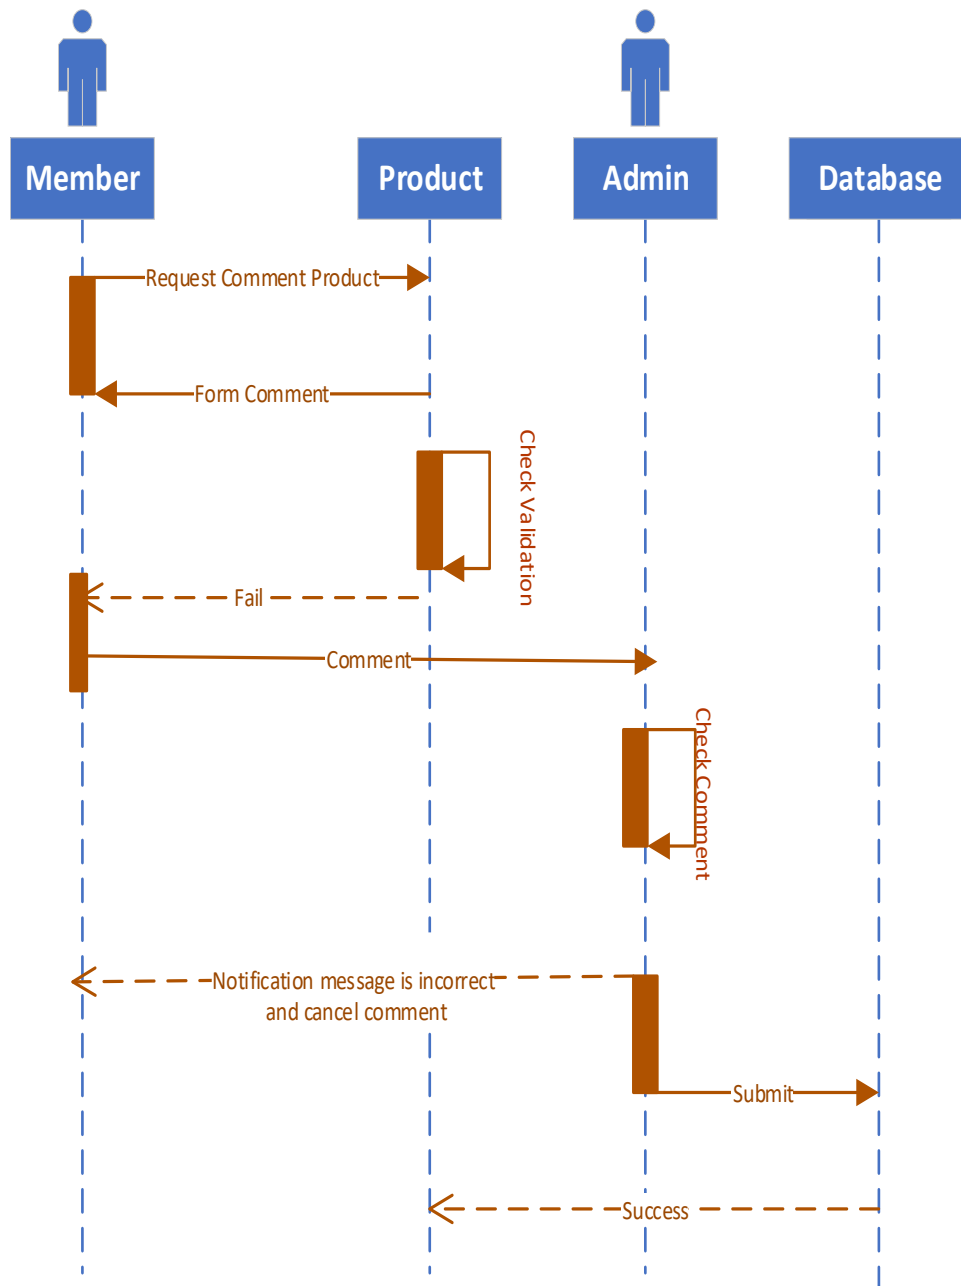 Member
Product
Admin
Database
Request Comment Product
Form Comment
Check Validation
Fail
Comment
Check Comment
Notification message is incorrect
and cancel comment
Submit
Success